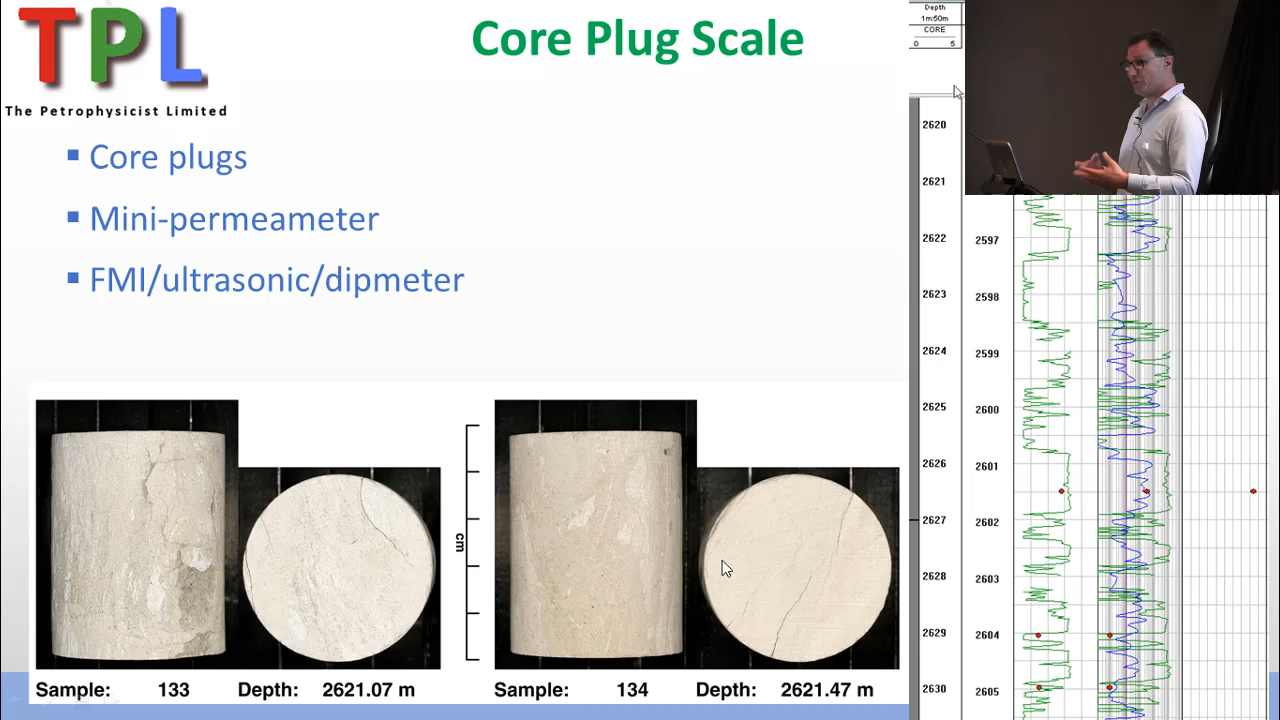 TPL
The Petrophysicist Limited
Core Plug Scale
Core plugs
Mini-permeameter
FMI/ultrasonic/dipmeter
cm
Sample: 133 Depth: 2621.07 m
Sample: 134 Depth: 2621.47 m
Depth
1m:50m
CORE
0 5
2620
2621
2622
2623
2624
2625
2626
2627
2628
2629
2630
2597
2598
2599
2600
2601
2602
2603
2604
2605